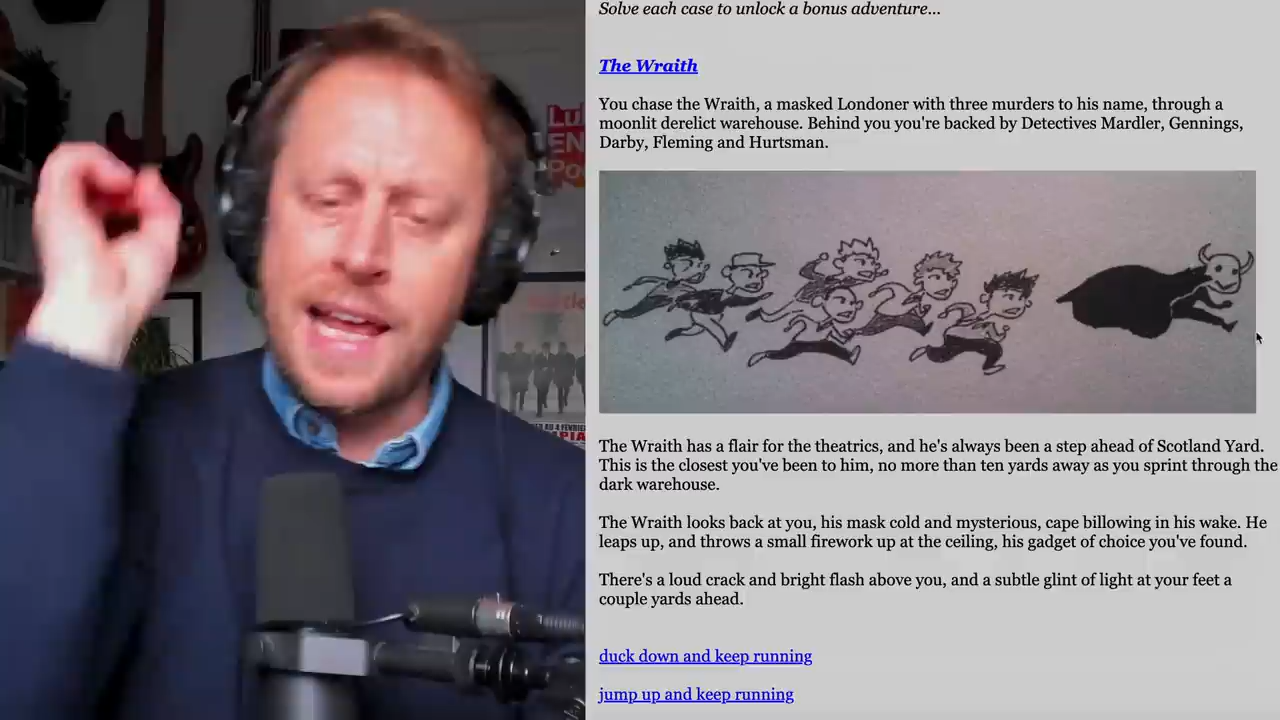 Solve each case to unlock a bonus adventure...
The Wraith
You chase the Wraith, a masked Londoner with three murders to his name, through a
moonlit derelict warehouse. Behind you you're backed by Detectives Mardler, Gennings,
Darby, Fleming and Hurtsman.
The Wraith has a flair for the theatrics, and he's always been a step ahead of Scotland Yard.
This is the closest you've been to him, no more than ten yards away as you sprint through the
dark warehouse.
The Wraith looks back at you, his mask cold and mysterious, cape billowing in his wake. He
leaps up, and throws a small firework up at the ceiling, his gadget of choice you've found.
There's a loud crack and bright flash above you, and a subtle glint of light at your feet a
couple yards ahead.
duck down and keep running
jump up and keep running